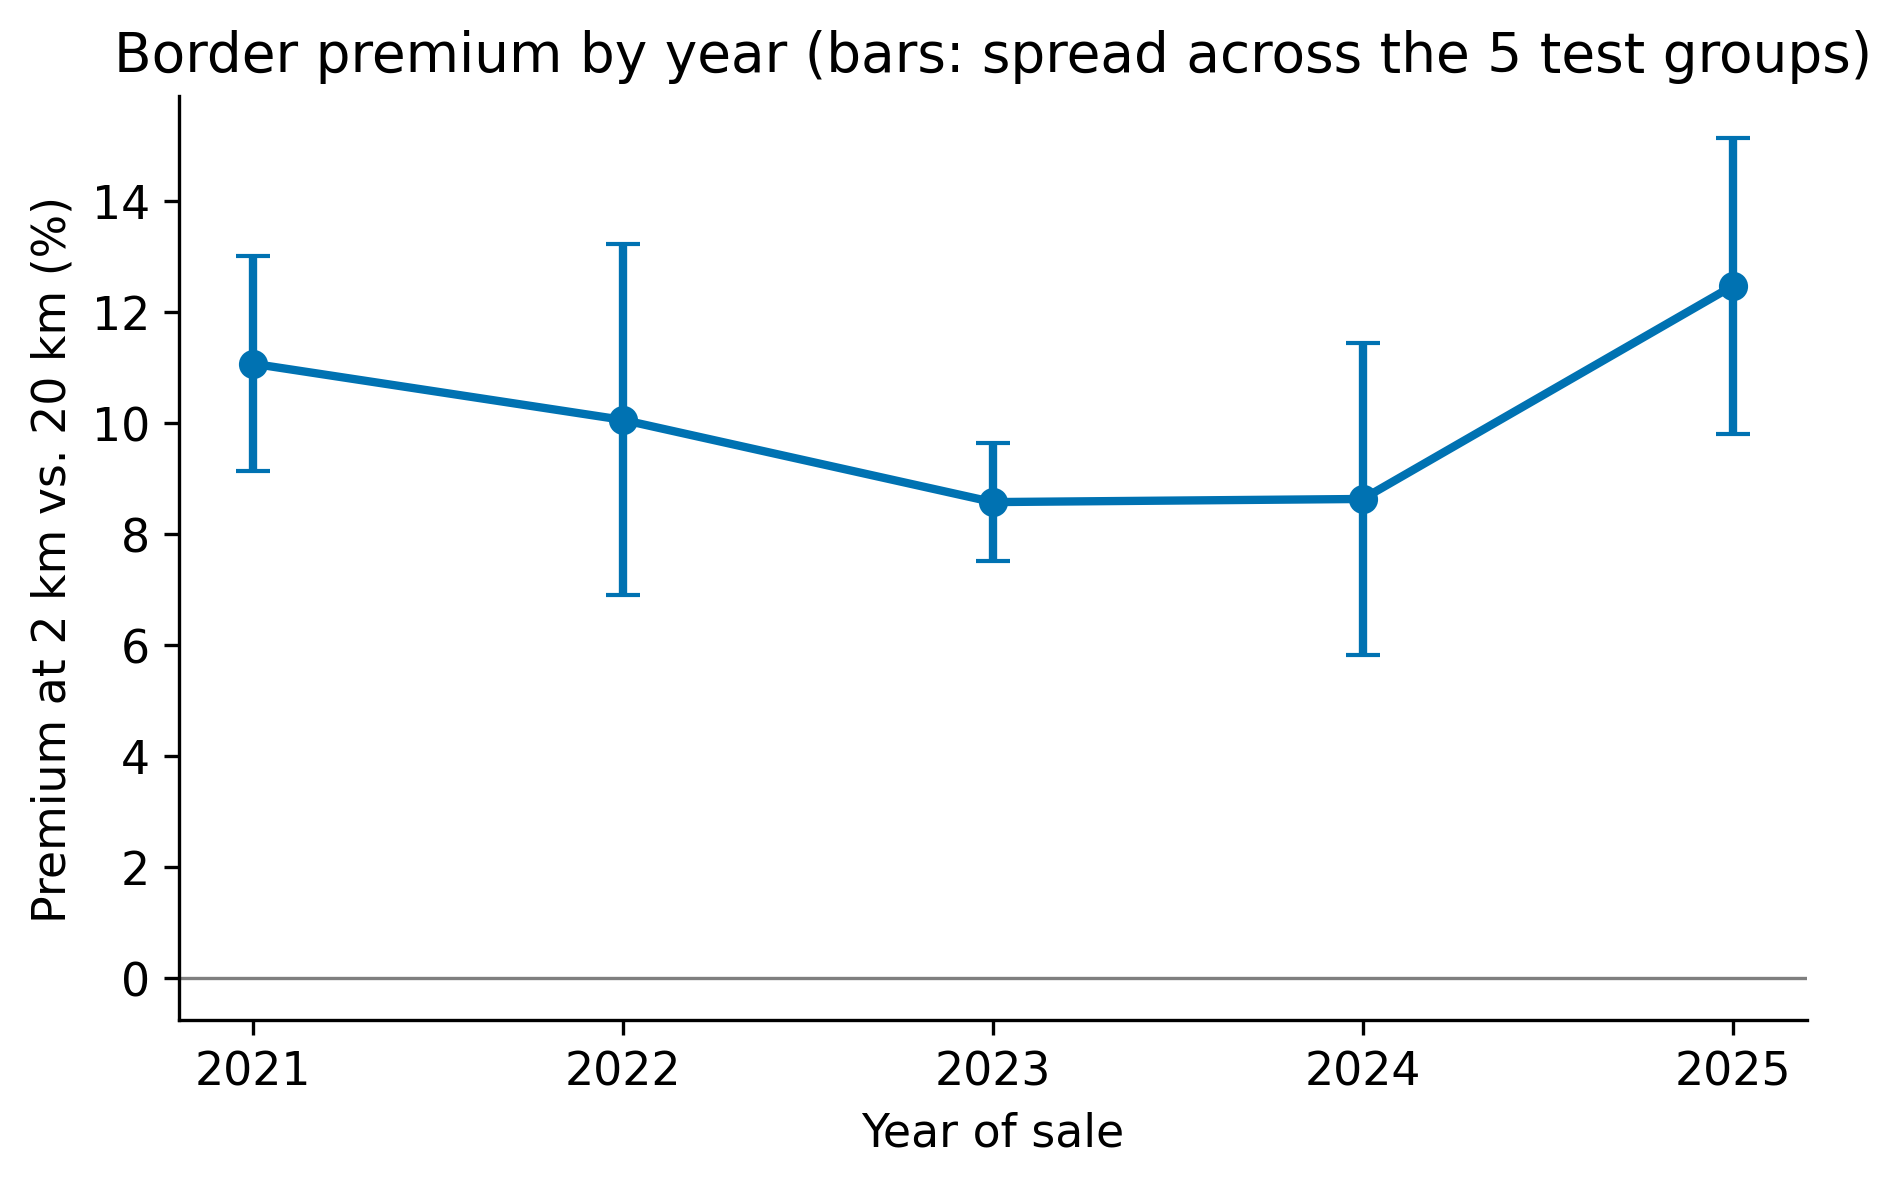 Border premium by year (bars: spread across the 5 test groups)
Premium at 2 km vs. 20 km (%)
14
12
10
8
6
4
2
0
2021 2022 2023 2024 2025
Year of sale